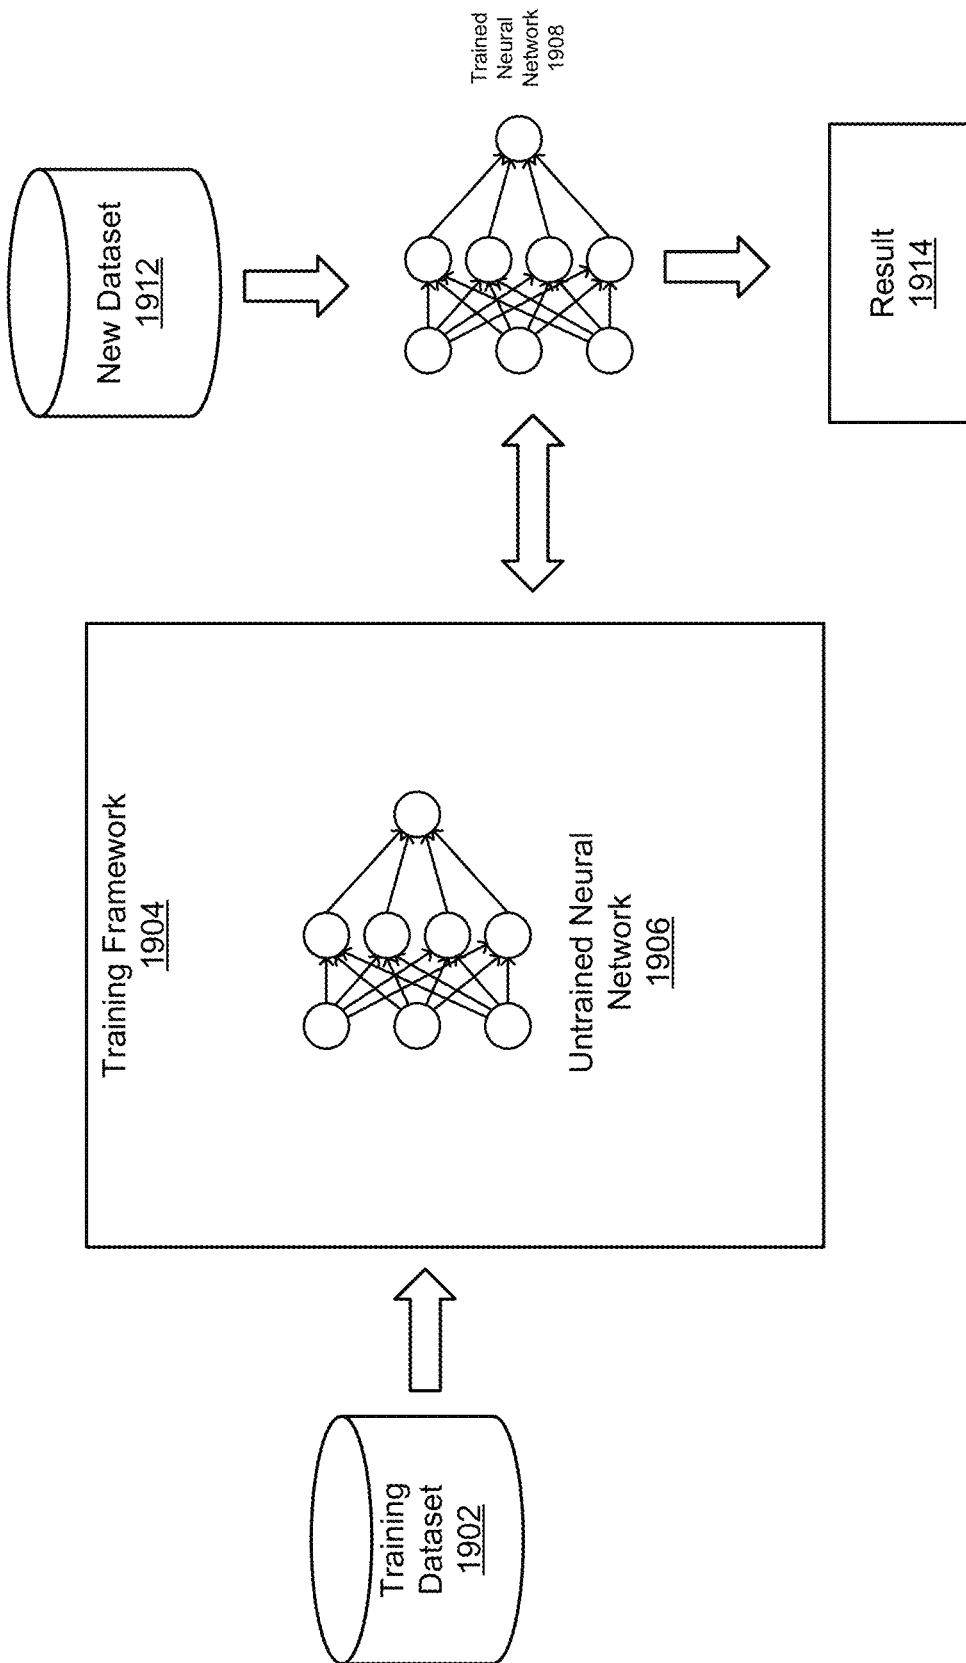 Training
Dataset
1902
Training Framework
1904
Untrained Neural
Network
1906
New Dataset
1912
Trained
Neural
Network
1908
Result
1914